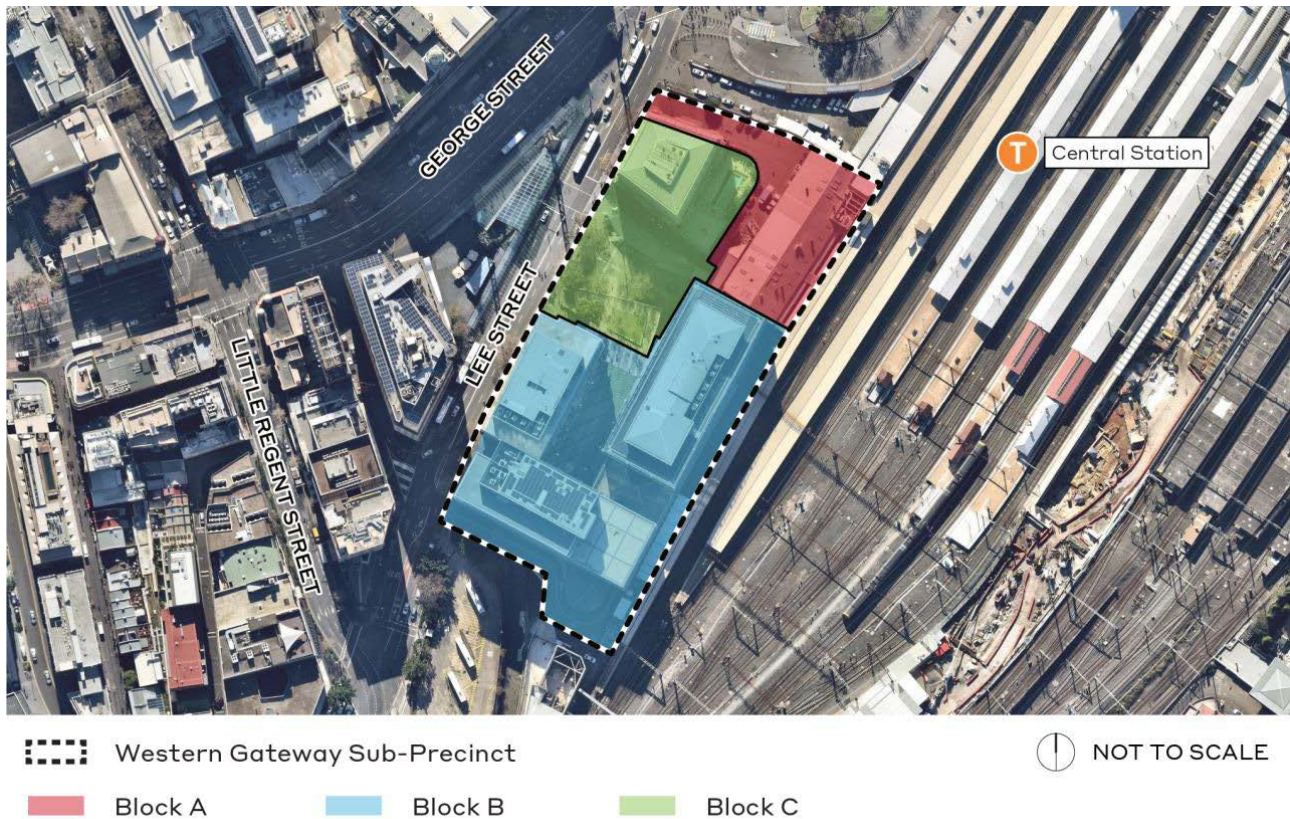 GEORGE STREET
T
Central Station
LEE STREET
LITTLE REGENT STREET
Western Gateway Sub-Precinct
NOT TO SCALE
Block A
Block B
Block C